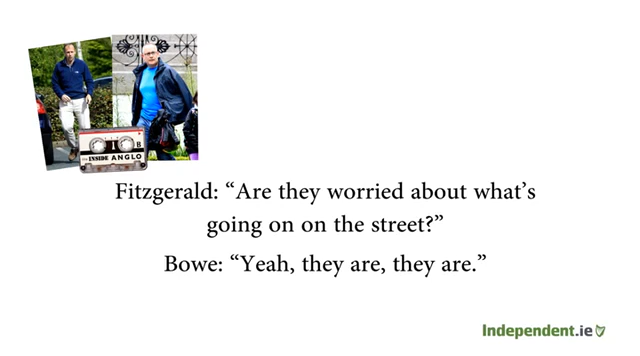 INSIDE ANGLO
Fitzgerald: “Are they worried about what’s
going on on the street?”
Bowe: “Yeah, they are, they are.”
Independent.ie